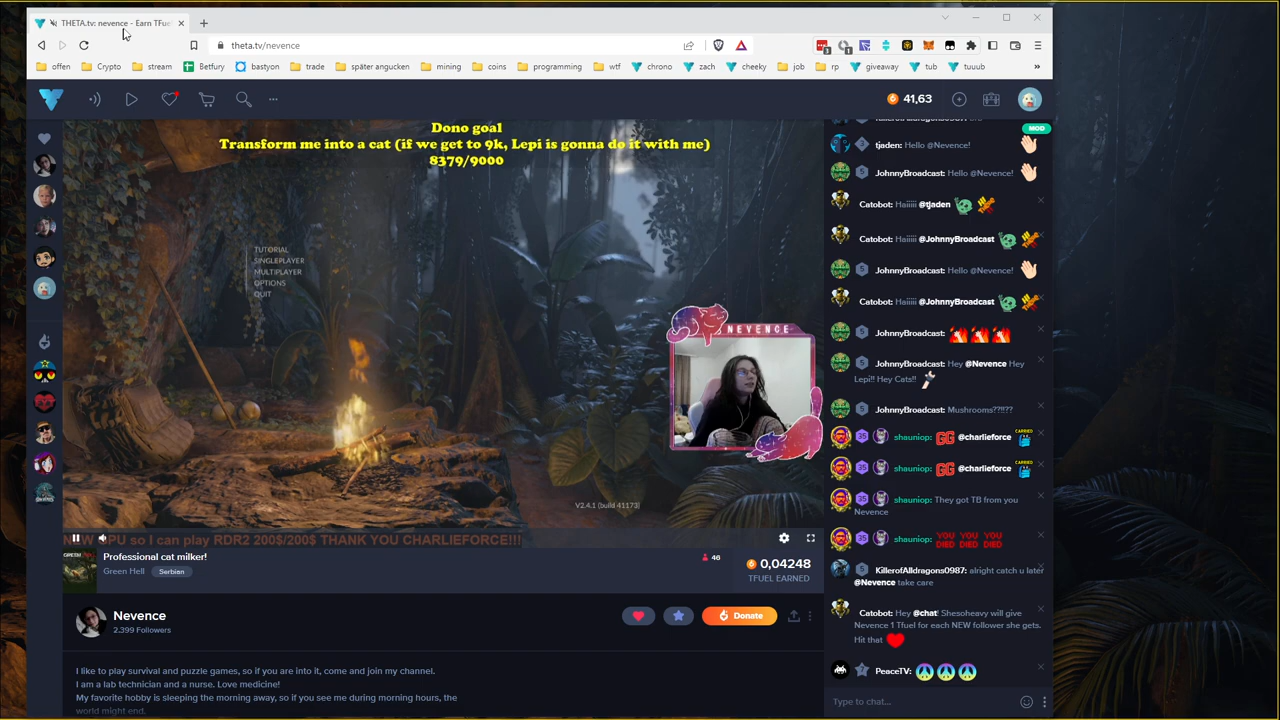 THETA.tv: nevence - Earn TFue
theta.tv/nevence
offen Crypto stream Betfury bastyon trade später angucken mining coins programming wtf chrono zach cheeky job rp giveaway tub tuuub »
41,63
Dono goal
Transform me into a cat (if we get to 9k, Lepi is gonna do it with me)
8379/9000
TUTORIAL
SINGLEPLAYER
MULTIPLAYER
OPTIONS
QUIT
NEVENCE
V2.4.1 (build 41173)
NEW GPU so I can play RDR2 200$/200$ THANK YOU CHARLIEFORCE!!!
Professional cat milker!
Green Hell Serbian
46
0,04248
TFUEL EARNED
Nevence
2.399 Followers
Donate
I like to play survival and puzzle games, so if you are into it, come and join my channel.
I am a lab technician and a nurse. Love medicine!
My favorite hobby is sleeping the morning away, so if you see me during morning hours, the
world might end.
MOD
tjaden: Hello @Nevence!
JohnnyBroadcast: Hello @Nevence!
Catobot: Haiiiii @tjaden
Catobot: Haiiiii @JohnnyBroadcast
JohnnyBroadcast: Hello @Nevence!
Catobot: Haiiiii @JohnnyBroadcast
JohnnyBroadcast:
JohnnyBroadcast: Hey @Nevence Hey
Lepi!! Hey Cats!!
JohnnyBroadcast: Mushrooms??!!??
35 shauniop: GG @charlieforce CARRIED
35 shauniop: GG @charlieforce CARRIED
35 shauniop: They got TB from you
Nevence
35 shauniop: YOU DIED YOU DIED YOU DIED
KillerofAlldragons0987: alright catch u later
@Nevence take care
Catobot: Hey @chat! Shesoheavy will give
Nevence 1 Tfuel for each NEW follower she gets.
Hit that
PeaceTV:
Type to chat...